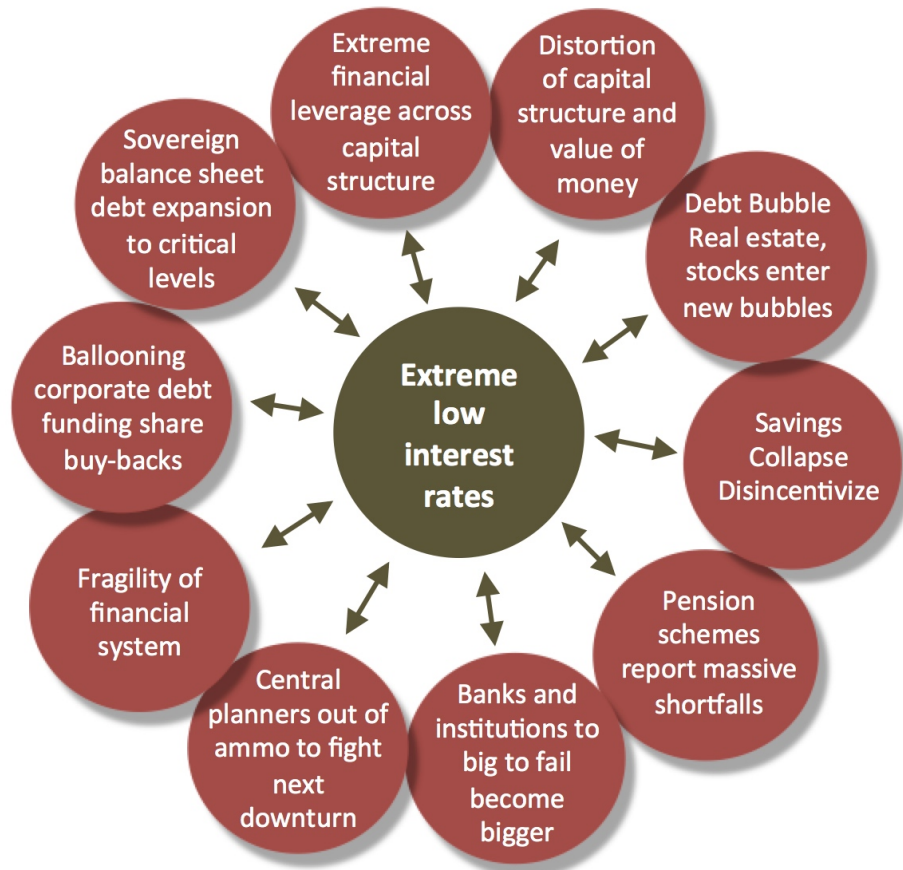 Extreme
financial
leverage across
capital
structure
Distortion
of capital
structure and
value of
money
Debt Bubble
Real estate,
stocks enter
new bubbles
Savings
Collapse
Disincentivize
Pension
schemes
report massive
shortfalls
Banks and
institutions to
big to fail
become
bigger
Central
planners out of
ammo to fight
next
downturn
Fragility of
financial
system
Ballooning
corporate debt
funding share
buy-backs
Sovereign
balance sheet
debt expansion
to critical
levels
Extreme
low
interest
rates